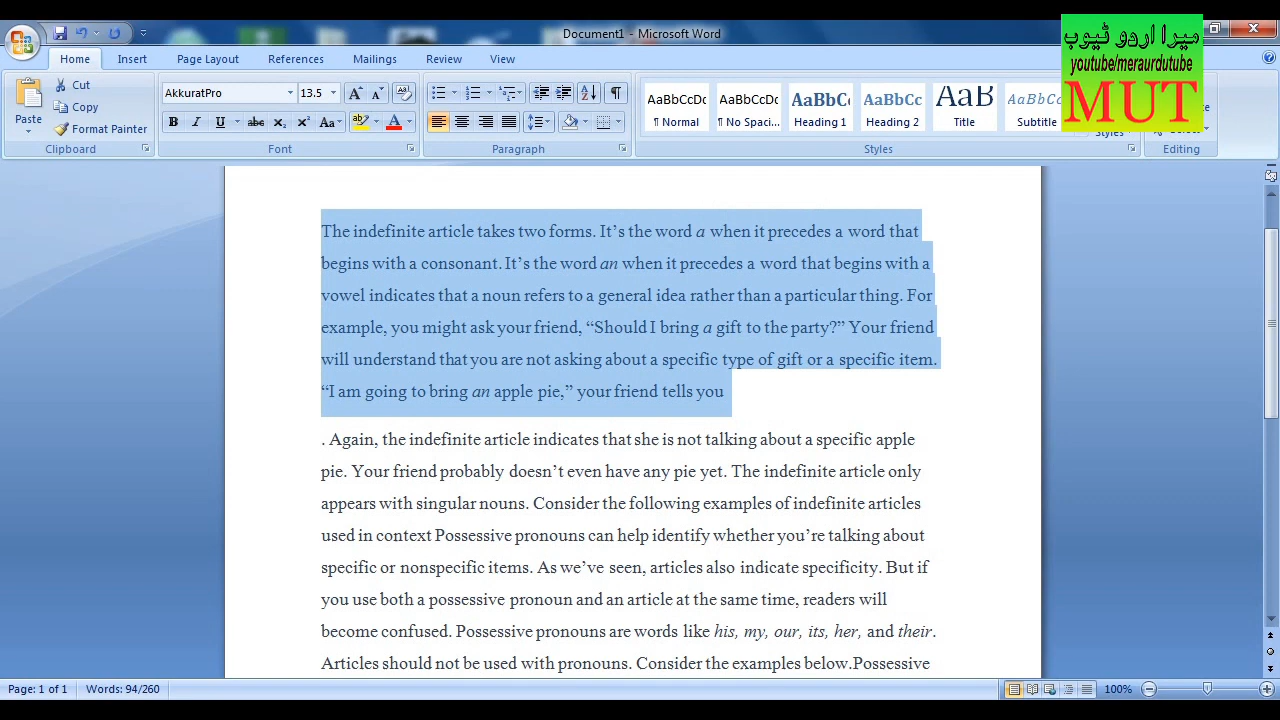 Document1 - Microsoft Word
میرا اردو ٹیوب
youtube/meraurdutube
MUT
Home Insert Page Layout References Mailings Review View
Paste
Cut
Copy
Format Painter
Clipboard
AkkuratPro 13.5
Font
Paragraph
AaBbCcDc AaBbCcDc AaBbC AaBbCc AaB AaBbCc
¶ Normal ¶ No Spaci... Heading 1 Heading 2 Title Subtitle
Styles
Styles
Editing
The indefinite article takes two forms. It’s the word a when it precedes a word that
begins with a consonant. It’s the word an when it precedes a word that begins with a
vowel indicates that a noun refers to a general idea rather than a particular thing. For
example, you might ask your friend, “Should I bring a gift to the party?” Your friend
will understand that you are not asking about a specific type of gift or a specific item.
“I am going to bring an apple pie,” your friend tells you
. Again, the indefinite article indicates that she is not talking about a specific apple
pie. Your friend probably doesn’t even have any pie yet. The indefinite article only
appears with singular nouns. Consider the following examples of indefinite articles
used in context Possessive pronouns can help identify whether you’re talking about
specific or nonspecific items. As we’ve seen, articles also indicate specificity. But if
you use both a possessive pronoun and an article at the same time, readers will
become confused. Possessive pronouns are words like his, my, our, its, her, and their.
Articles should not be used with pronouns. Consider the examples below.Possessive
Page: 1 of 1 Words: 94/260 100%